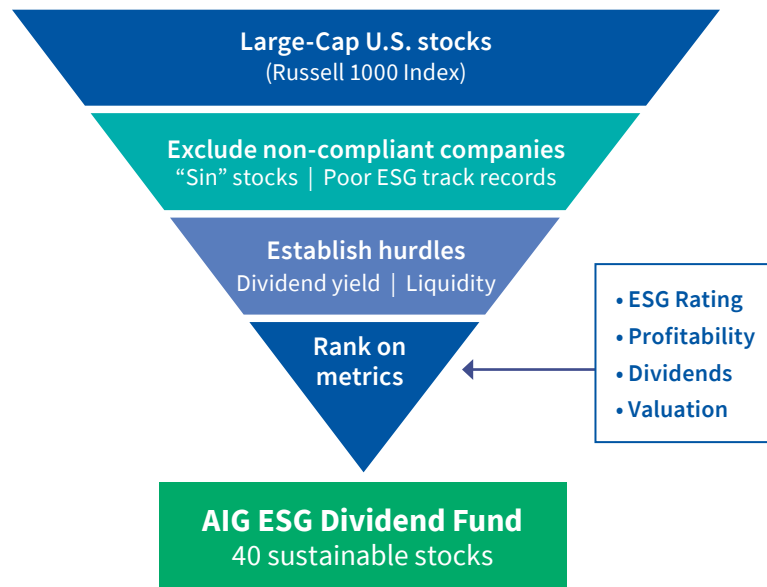 Large-Cap U.S. stocks
(Russell 1000 Index)
Exclude non-compliant companies
“Sin” stocks | Poor ESG track records
Establish hurdles
Dividend yield | Liquidity
Rank on
metrics
• ESG Rating
• Profitability
• Dividends
• Valuation
AIG ESG Dividend Fund
40 sustainable stocks